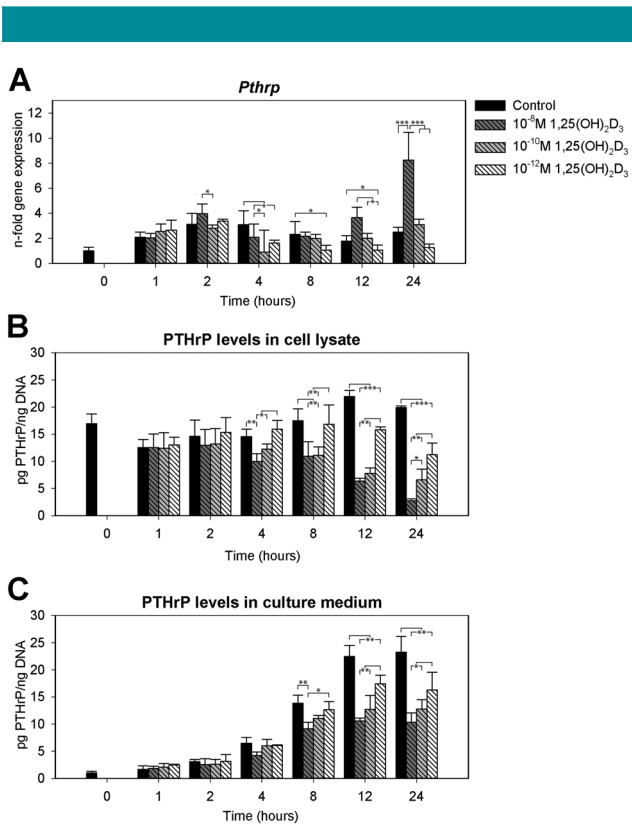 A
Pthrp
n-fold gene expression
12
10
8
6
4
2
0
*
*
*
*
*
***
***
0 1 2 4 8 12 24
Time (hours)
Control
10⁻⁸M 1,25(OH)₂D₃
10⁻¹⁰M 1,25(OH)₂D₃
10⁻¹²M 1,25(OH)₂D₃
B
PTHrP levels in cell lysate
pg PTHrP/ng DNA
30
25
20
15
10
5
0
**
*
**
**
***
**
***
**
*
0 1 2 4 8 12 24
Time (hours)
C
PTHrP levels in culture medium
pg PTHrP/ng DNA
30
25
20
15
10
5
0
**
*
**
**
**
*
0 1 2 4 8 12 24
Time (hours)